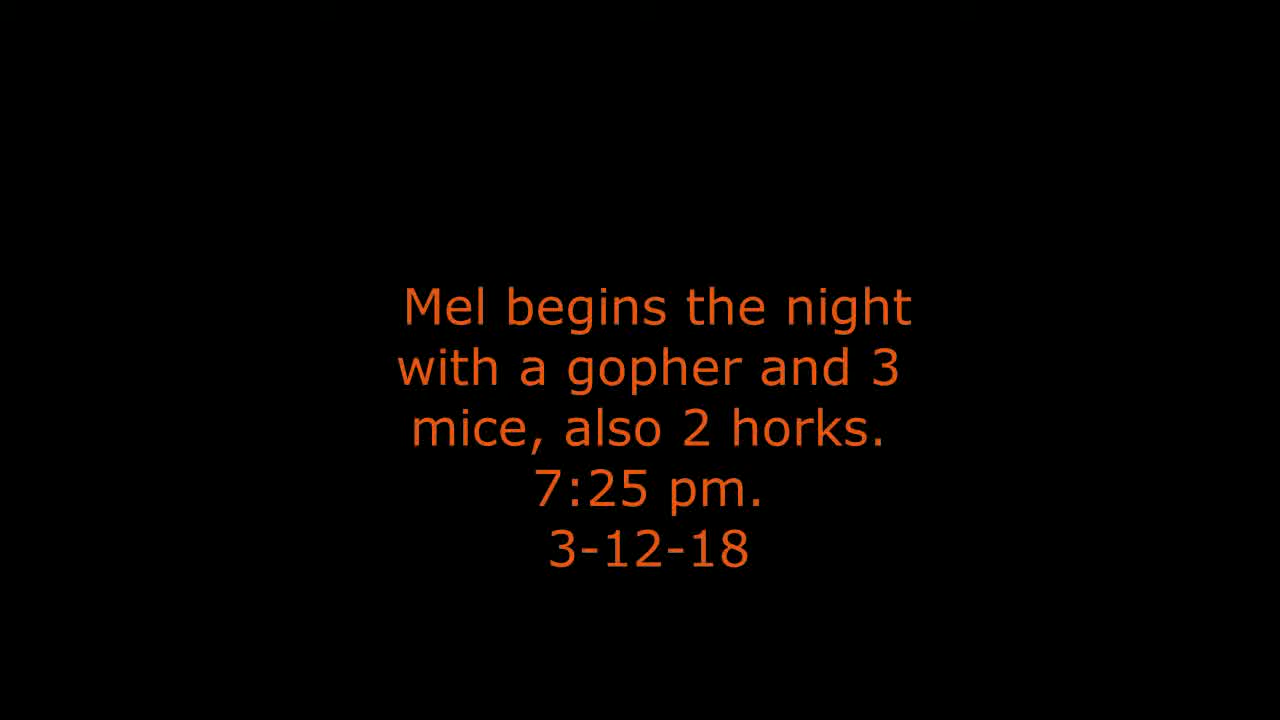 Mel begins the night
with a gopher and 3
mice, also 2 horks.
7:25 pm.
3-12-18